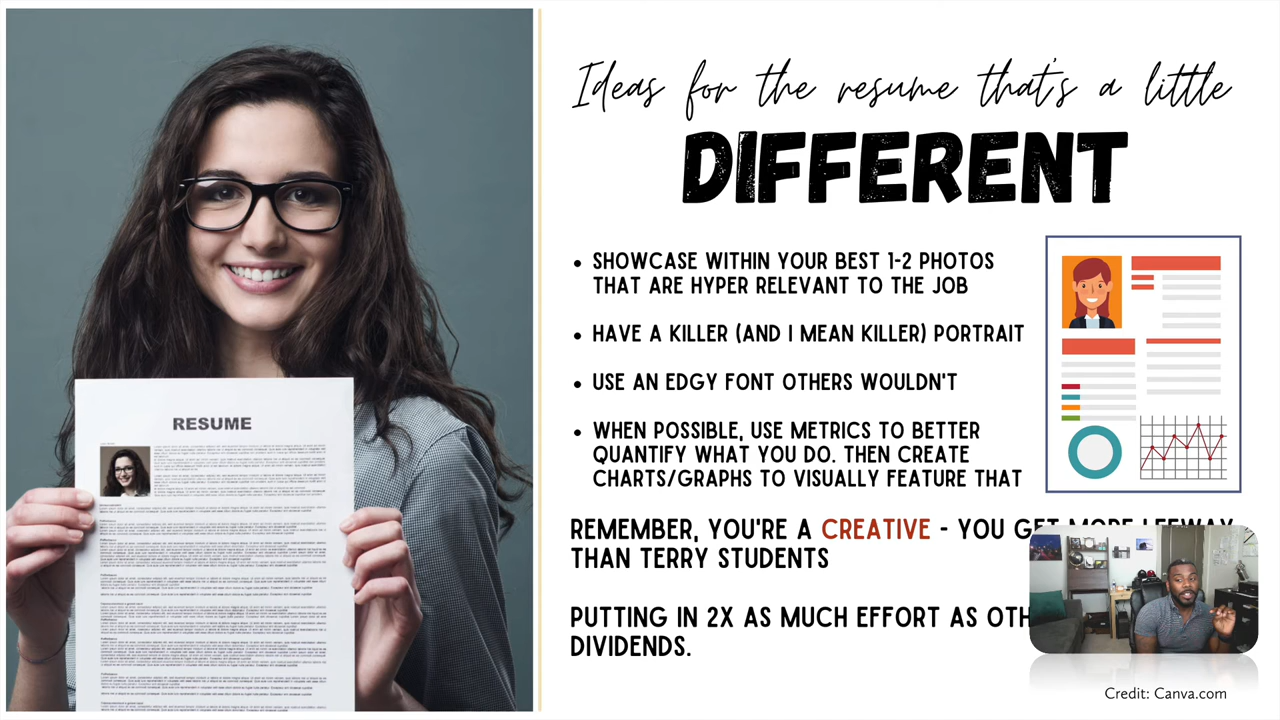 Ideas for the resume that's a little
DIFFERENT
SHOWCASE WITHIN YOUR BEST 1-2 PHOTOS
THAT ARE HYPER RELEVANT TO THE JOB
HAVE A KILLER (AND I MEAN KILLER) PORTRAIT
USE AN EDGY FONT OTHERS WOULDN'T
WHEN POSSIBLE, USE METRICS TO BETTER
QUANTIFY WHAT YOU DO. THEN CREATE
CHARTS/GRAPHS TO VISUALLY FEATURE THAT
REMEMBER, YOU'RE A CREATIVE - YOU GET MORE LEEWAY
THAN TERRY STUDENTS
PUTTING IN 2X AS MUCH EFFORT AS
DIVIDENDS.
RESUME
Credit: Canva.com